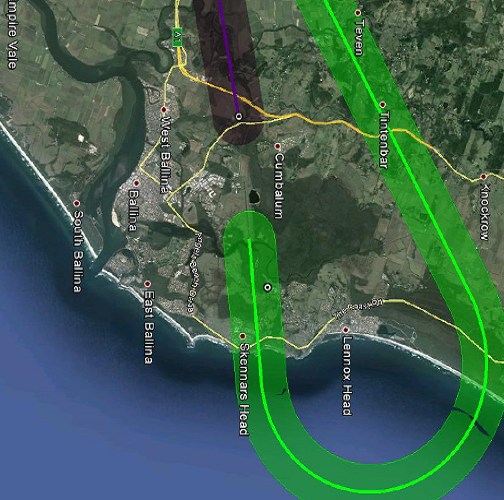 mpire Vale
A1
Teven
Tintenbar
West Ballina
Cumbalum
Knockrow
Ballina
South Ballina
East Ballina
Skennars Head
Lennox Head